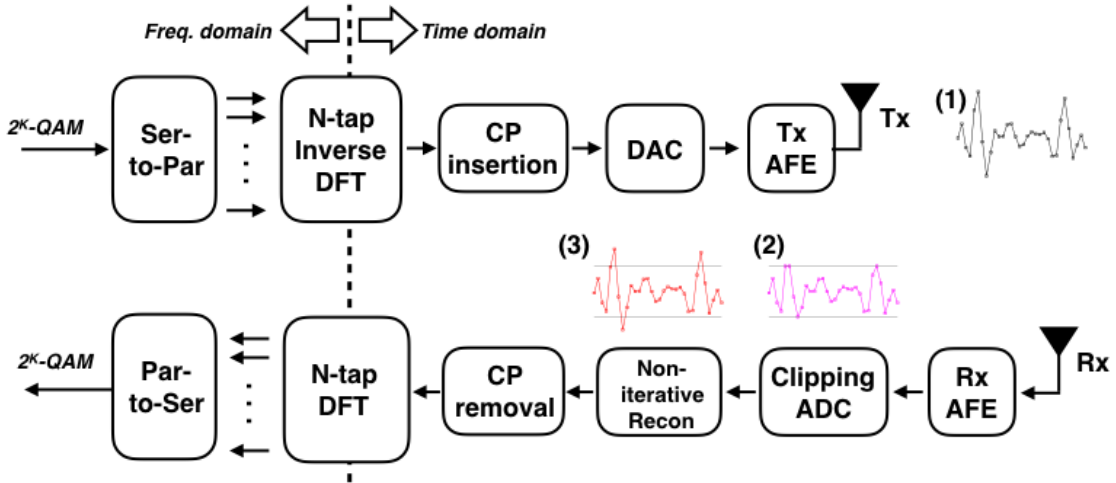 Freq. domain
Time domain
2ᴷ-QAM
Ser-
to-Par
N-tap
Inverse
DFT
CP
insertion
DAC
Tx
AFE
Tx
(1)
(3)
(2)
2ᴷ-QAM
Par-
to-Ser
N-tap
DFT
CP
removal
Non-
iterative
Recon
Clipping
ADC
Rx
AFE
Rx